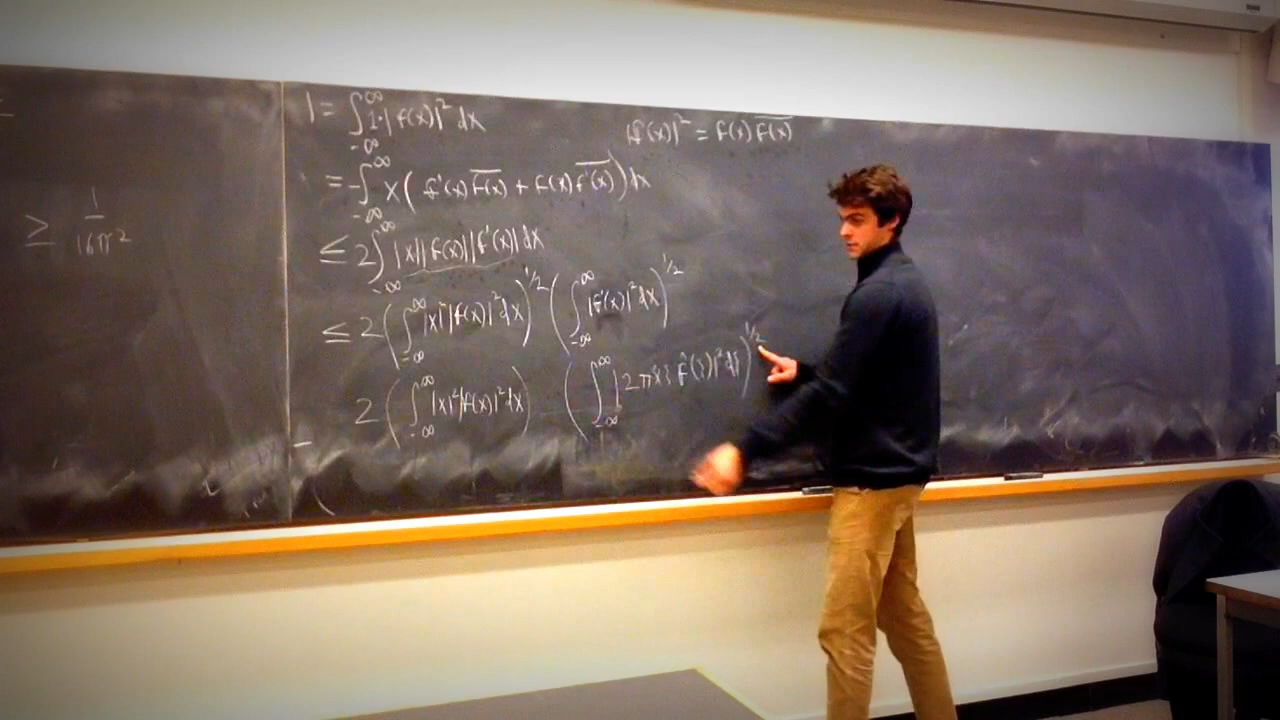 ≥ 1/16π²
1 = ∫_{-∞}^{∞} 1·|f(x)|² dx
|f(x)|² = f(x) \overline{f(x)}
= -∫_{-∞}^{∞} x( f'(x) \overline{f(x)} + f(x) \overline{f'(x)} ) dx
≤ 2∫_{-∞}^{∞} |x||f(x)||f'(x)| dx
≤ 2( ∫_{-∞}^{∞} |x|²|f(x)|² dx )^{1/2} ( ∫_{-∞}^{∞} |f'(x)|² dx )^{1/2}
2( ∫_{-∞}^{∞} |x|²|f(x)|² dx ) ( ∫_{-∞}^{∞} |2πiξ f̂(ξ)|² dξ )^{1/2}